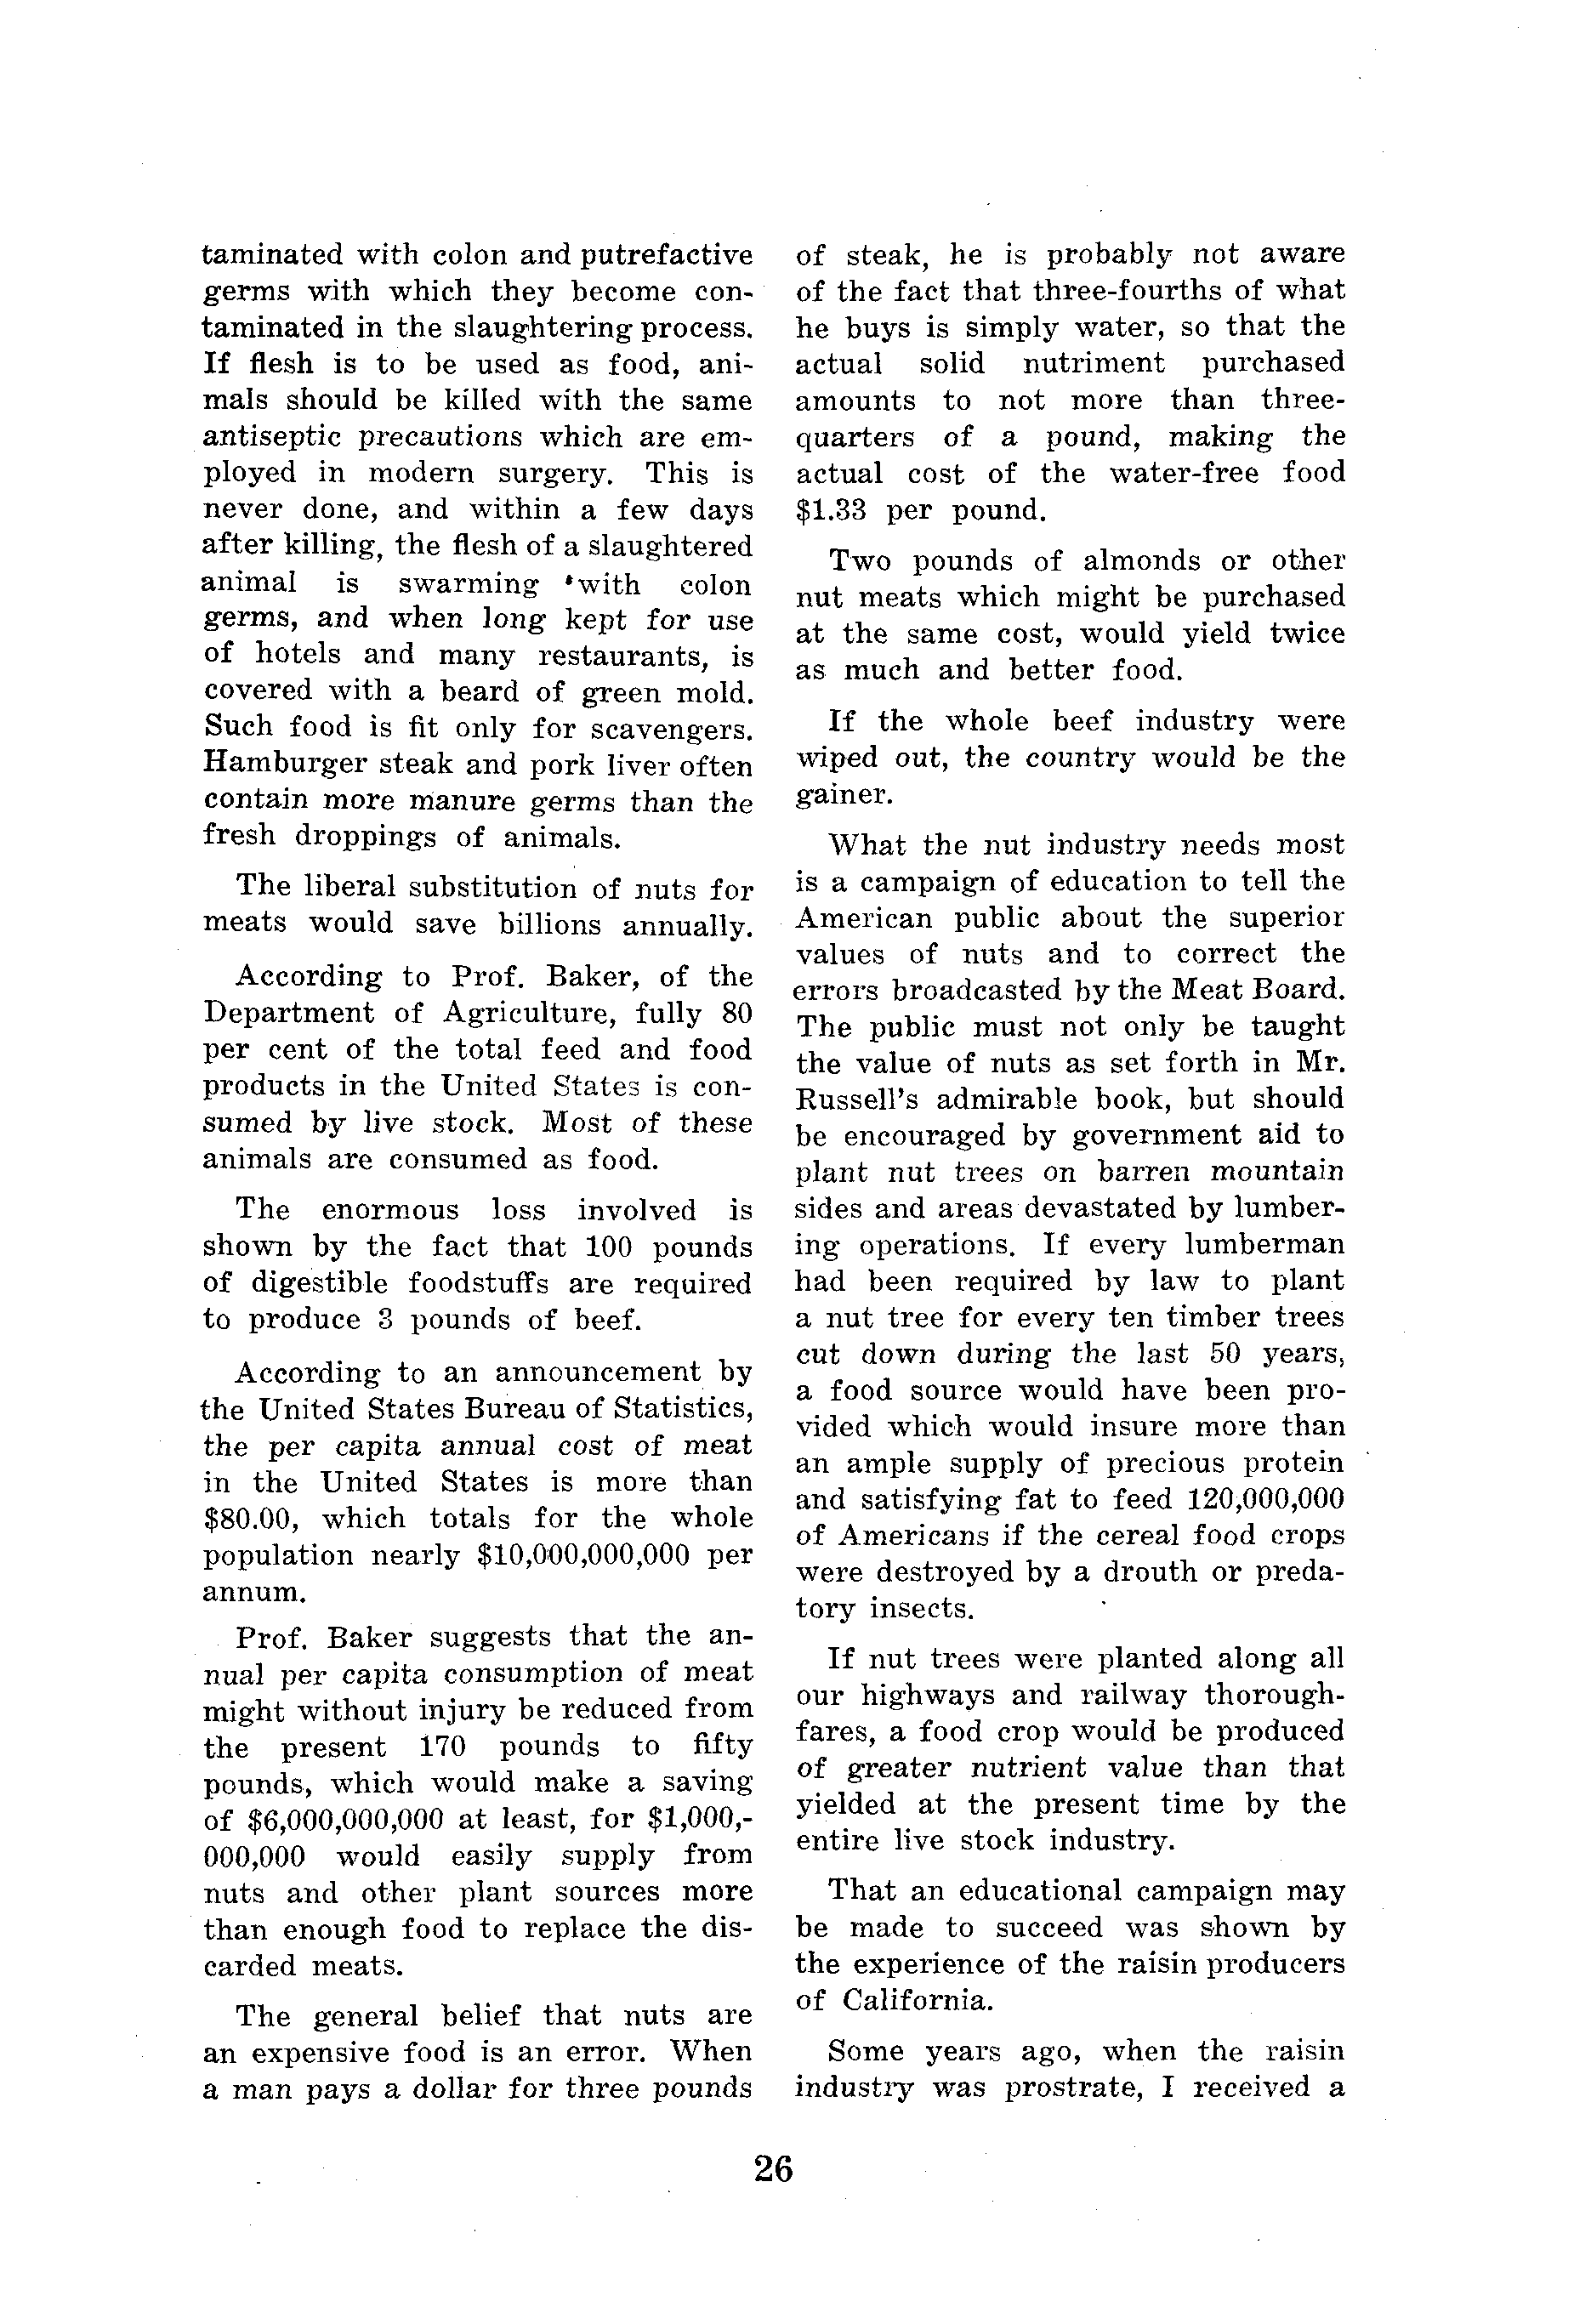 taminated with colon and putrefactive
germs with which they become con-
taminated in the slaughtering process.
If flesh is to be used as food, ani-
mals should be killed with the same
antiseptic precautions which are em-
ployed in modern surgery. This is
never done, and within a few days
after killing, the flesh of a slaughtered
animal is swarming 'with colon
germs, and when long kept for use
of hotels and many restaurants, is
covered with a beard of green mold.
Such food is fit only for scavengers.
Hamburger steak and pork liver often
contain more manure germs than the
fresh droppings of animals.
The liberal substitution of nuts for
meats would save billions annually.
According to Prof. Baker, of the
Department of Agriculture, fully 80
per cent of the total feed and food
products in the United States is con-
sumed by live stock. Most of these
animals are consumed as food.
The enormous loss involved is
shown by the fact that 100 pounds
of digestible foodstuffs are required
to produce 3 pounds of beef.
According to an announcement by
the United States Bureau of Statistics,
the per capita annual cost of meat
in the United States is more than
$80.00, which totals for the whole
population nearly $10,000,000,000 per
annum.
Prof. Baker suggests that the an-
nual per capita consumption of meat
might without injury be reduced from
the present 170 pounds to fifty
pounds, which would make a saving
of $6,000,000,000 at least, for $1,000,-
000,000 would easily supply from
nuts and other plant sources more
than enough food to replace the dis-
carded meats.
The general belief that nuts are
an expensive food is an error. When
a man pays a dollar for three pounds
of steak, he is probably not aware
of the fact that three-fourths of what
he buys is simply water, so that the
actual solid nutriment purchased
amounts to not more than three-
quarters of a pound, making the
actual cost of the water-free food
$1.33 per pound.
Two pounds of almonds or other
nut meats which might be purchased
at the same cost, would yield twice
as much and better food.
If the whole beef industry were
wiped out, the country would be the
gainer.
What the nut industry needs most
is a campaign of education to tell the
American public about the superior
values of nuts and to correct the
errors broadcasted by the Meat Board.
The public must not only be taught
the value of nuts as set forth in Mr.
Russell's admirable book, but should
be encouraged by government aid to
plant nut trees on barren mountain
sides and areas devastated by lumber-
ing operations. If every lumberman
had been required by law to plant
a nut tree for every ten timber trees
cut down during the last 50 years,
a food source would have been pro-
vided which would insure more than
an ample supply of precious protein
and satisfying fat to feed 120,000,000
of Americans if the cereal food crops
were destroyed by a drouth or preda-
tory insects.
If nut trees were planted along all
our highways and railway thorough-
fares, a food crop would be produced
of greater nutrient value than that
yielded at the present time by the
entire live stock industry.
That an educational campaign may
be made to succeed was shown by
the experience of the raisin producers
of California.
Some years ago, when the raisin
industry was prostrate, I received a
26